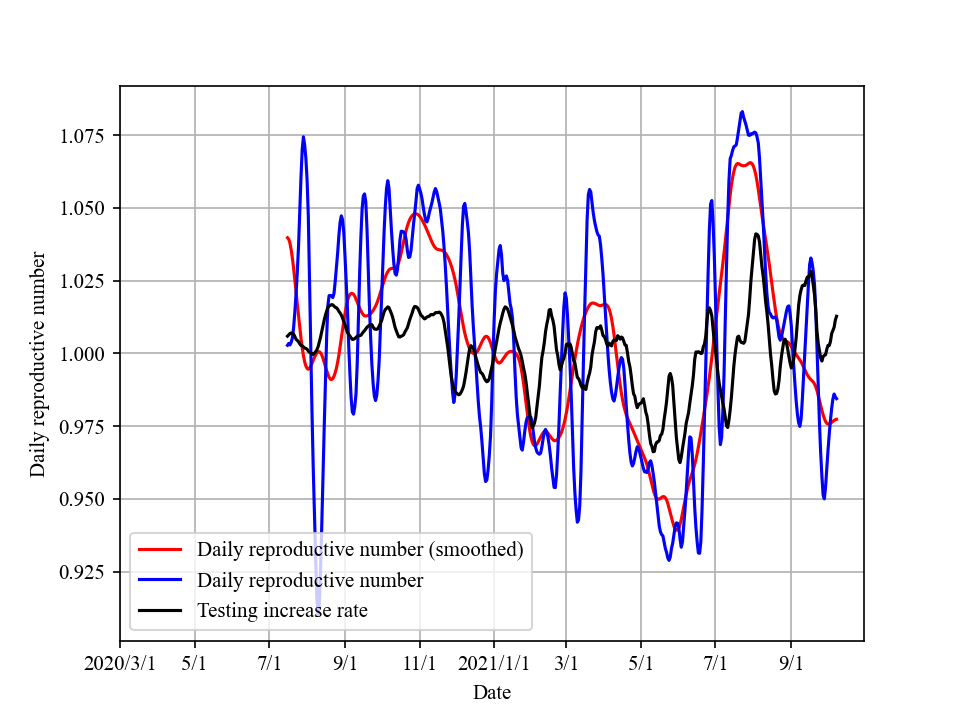 Daily reproductive number
1.075
1.050
1.025
1.000
0.975
0.950
0.925
Daily reproductive number (smoothed)
Daily reproductive number
Testing increase rate
2020/3/1 5/1 7/1 9/1 11/1 2021/1/1 3/1 5/1 7/1 9/1
Date